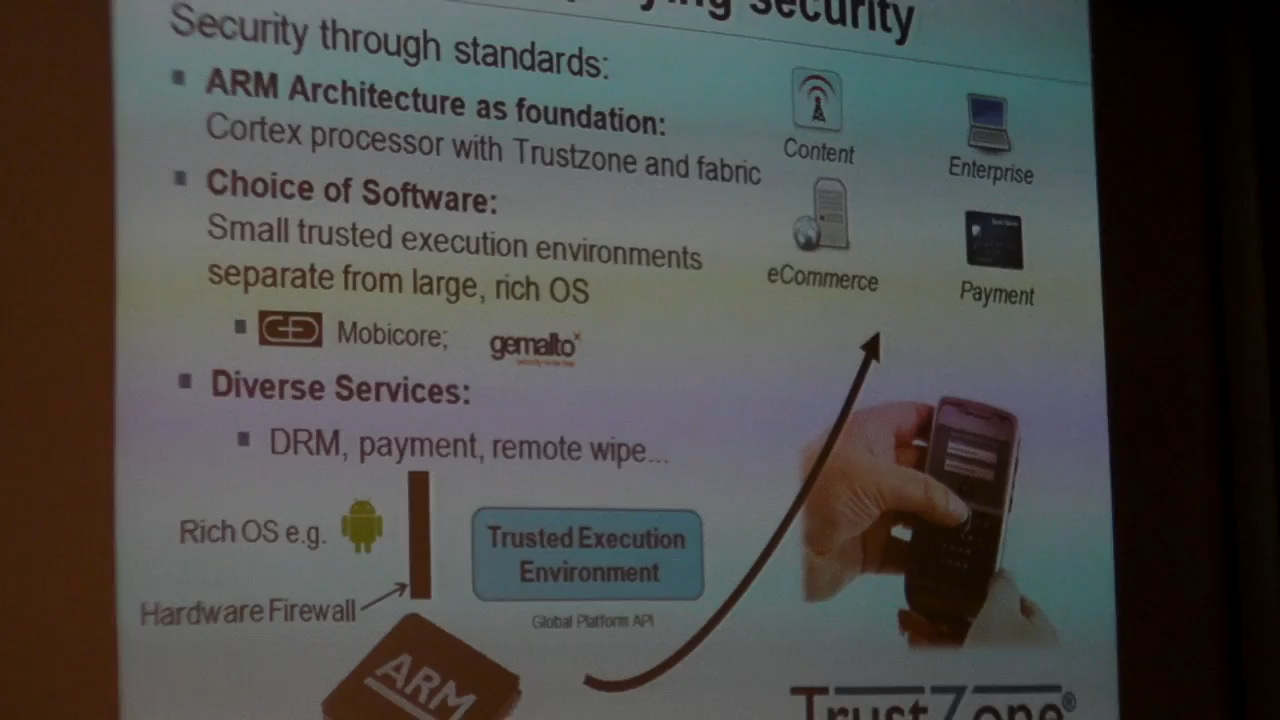 security
Security through standards:
ARM Architecture as foundation:
Cortex processor with Trustzone and fabric
Choice of Software:
Small trusted execution environments
separate from large, rich OS
Mobicore;
gemalto
Diverse Services:
DRM, payment, remote wipe...
Content
Enterprise
eCommerce
Payment
Rich OS e.g.
Trusted Execution
Environment
Hardware Firewall
Global Platform API
ARM
TrustZone®